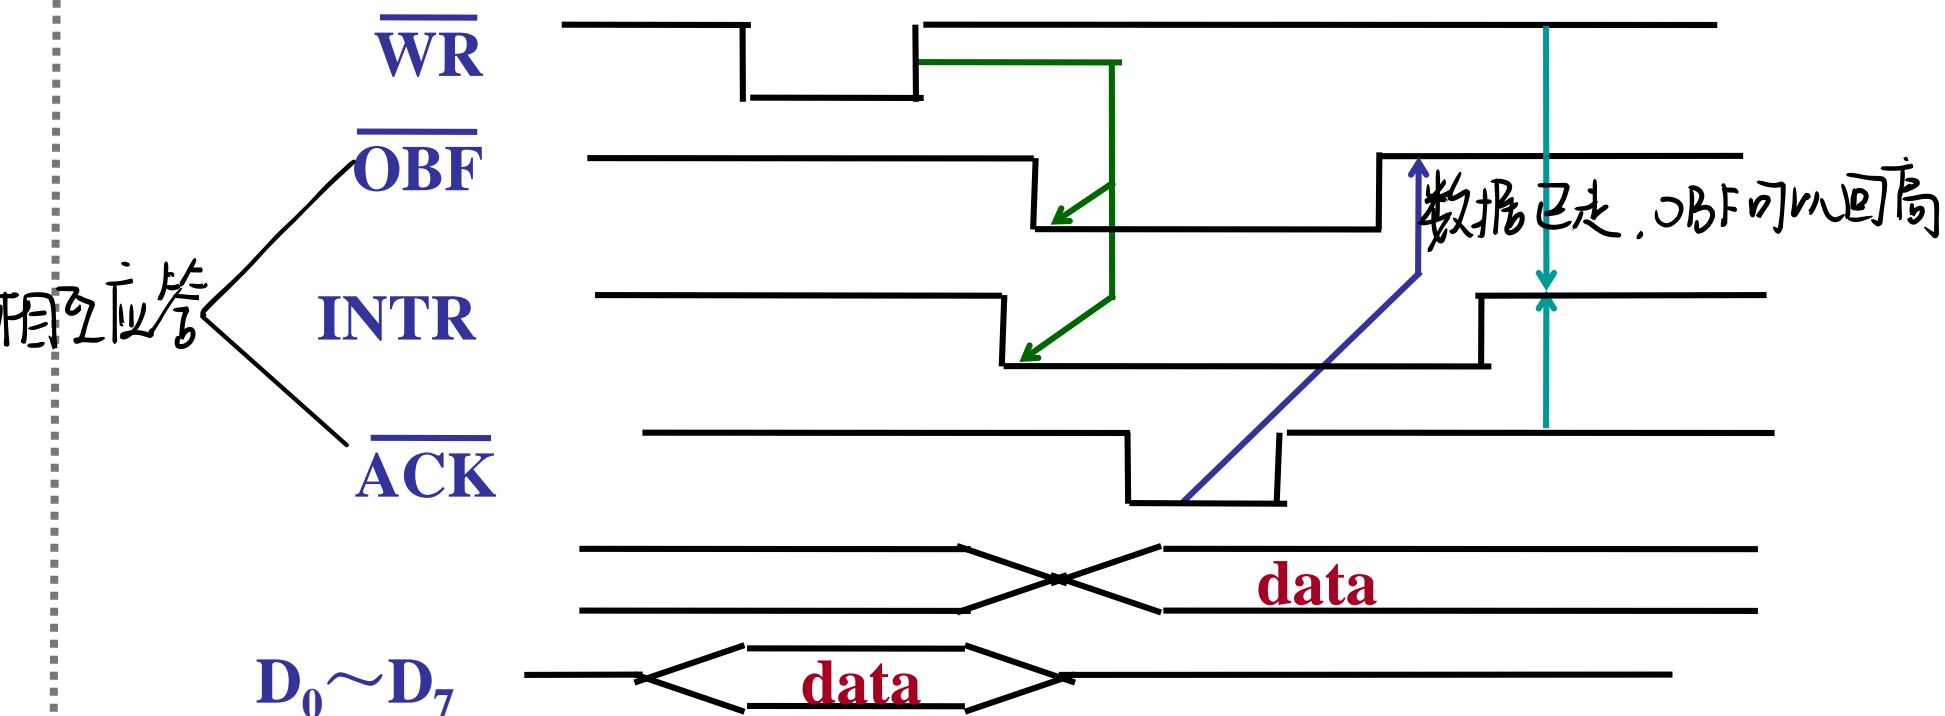 WR
OBF
数据已走.OBF可以回高
相互应答
INTR
ACK
data
D₀~D₇
data